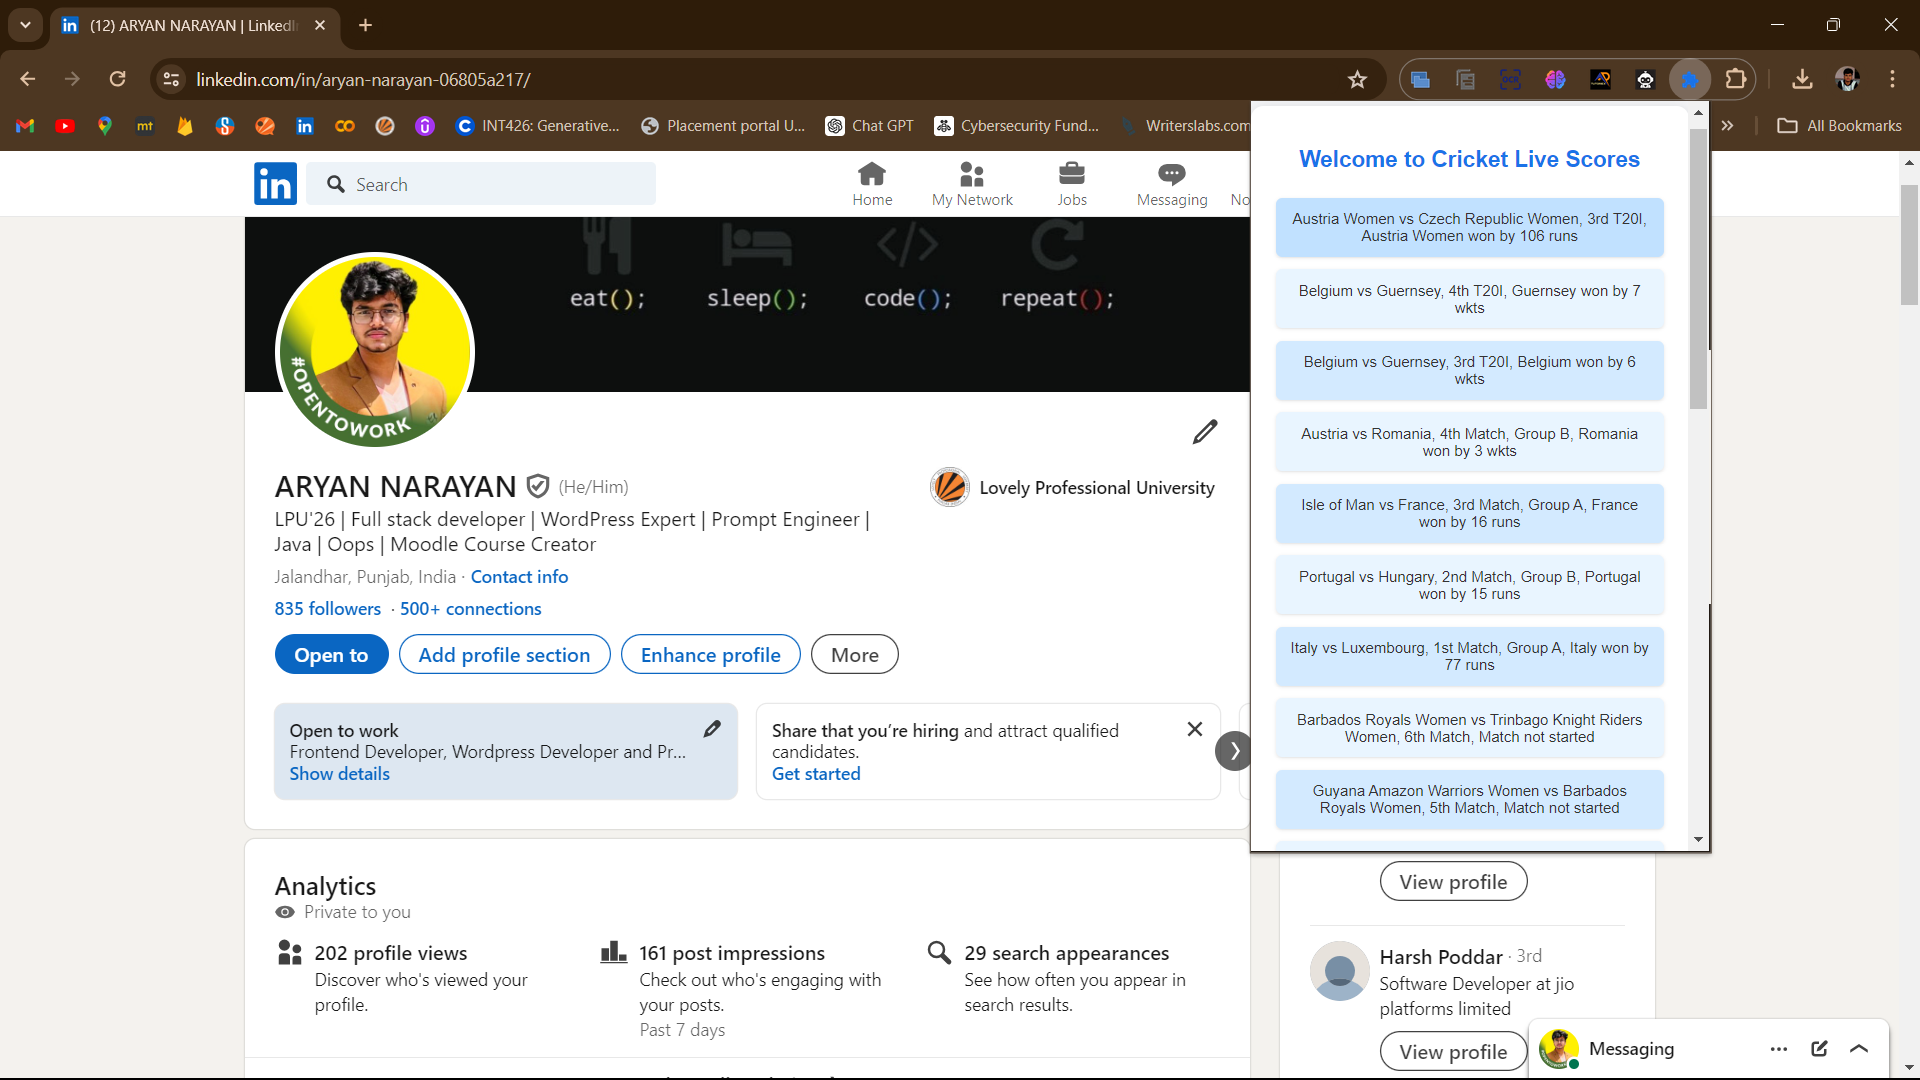 (12) ARYAN NARAYAN | LinkedIn
linkedin.com/in/aryan-narayan-06805a217/
INT426: Generative...
Placement portal U...
Chat GPT
Cybersecurity Fund...
Writerslabs.com
All Bookmarks
Search
Home
My Network
Jobs
Messaging
No
eat();
sleep();
code();
repeat();
#OPENTOWORK
ARYAN NARAYAN (He/Him)
Lovely Professional University
LPU'26 | Full stack developer | WordPress Expert | Prompt Engineer |
Java | Oops | Moodle Course Creator
Jalandhar, Punjab, India · Contact info
835 followers · 500+ connections
Open to
Add profile section
Enhance profile
More
Open to work
Frontend Developer, Wordpress Developer and Pr...
Show details
Share that you're hiring and attract qualified
candidates.
Get started
Analytics
Private to you
202 profile views
Discover who's viewed your
profile.
161 post impressions
Check out who's engaging with
your posts.
Past 7 days
29 search appearances
See how often you appear in
search results.
Welcome to Cricket Live Scores
Austria Women vs Czech Republic Women, 3rd T20I,
Austria Women won by 106 runs
Belgium vs Guernsey, 4th T20I, Guernsey won by 7
wkts
Belgium vs Guernsey, 3rd T20I, Belgium won by 6
wkts
Austria vs Romania, 4th Match, Group B, Romania
won by 3 wkts
Isle of Man vs France, 3rd Match, Group A, France
won by 16 runs
Portugal vs Hungary, 2nd Match, Group B, Portugal
won by 15 runs
Italy vs Luxembourg, 1st Match, Group A, Italy won by
77 runs
Barbados Royals Women vs Trinbago Knight Riders
Women, 6th Match, Match not started
Guyana Amazon Warriors Women vs Barbados
Royals Women, 5th Match, Match not started
View profile
Harsh Poddar · 3rd
Software Developer at jio
platforms limited
View profile
Messaging